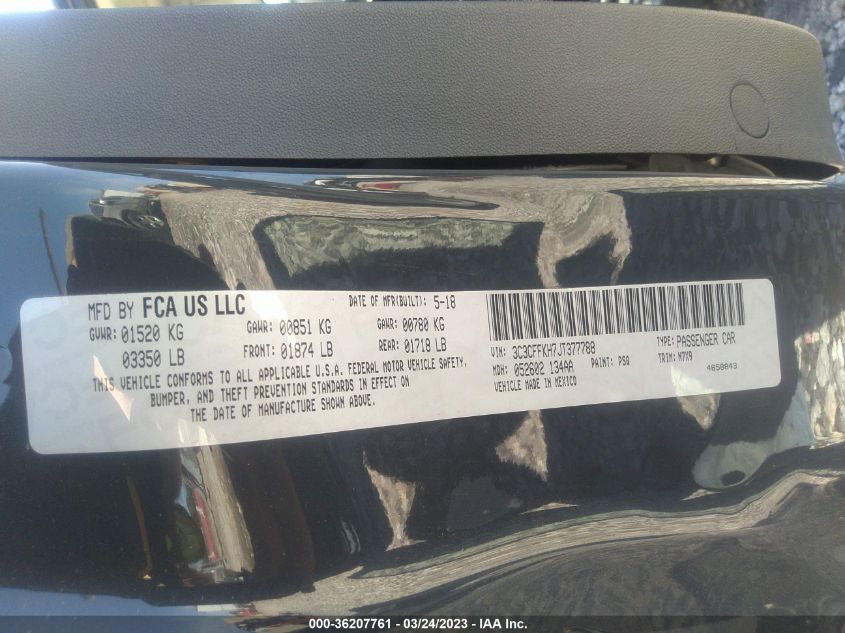 MFD BY FCA US LLC DATE OF MFR(BUILT): 5-18
GVWR: 01520 KG GAWR: 00851 KG GAWR: 00780 KG
03350 LB FRONT: 01874 LB REAR: 01718 LB
THIS VEHICLE CONFORMS TO ALL APPLICABLE U.S.A. FEDERAL MOTOR VEHICLE SAFETY,
BUMPER, AND THEFT PREVENTION STANDARDS IN EFFECT ON
THE DATE OF MANUFACTURE SHOWN ABOVE.
VIN: 3C3CFFKH7JT377788 TYPE: PASSENGER CAR
MDH: 052802 134AA PAINT: PSQ TRIM: M7X9
VEHICLE MADE IN MEXICO 4658843
000-36207761 - 03/24/2023 - IAA Inc.